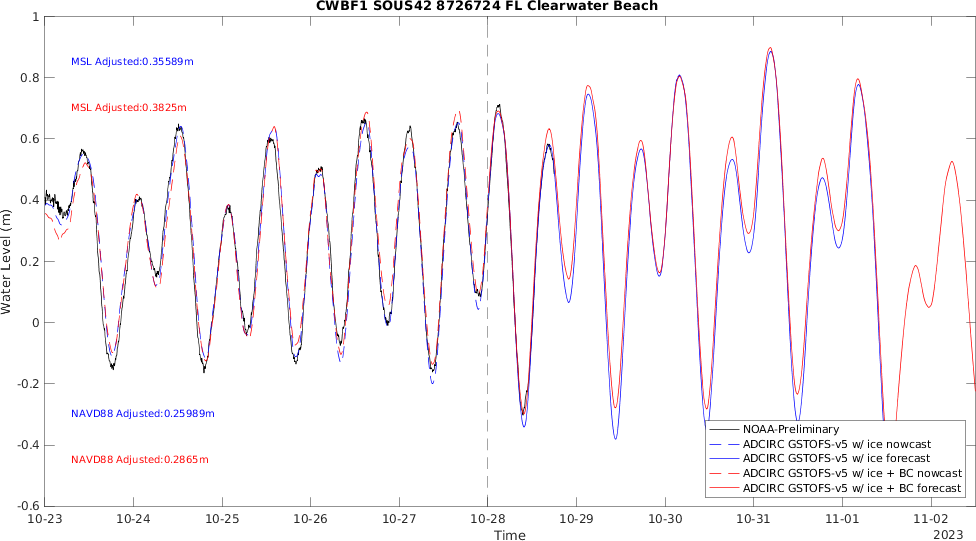 CWBF1 SOUS42 8726724 FL Clearwater Beach
1
0.8
0.6
0.4
0.2
0
-0.2
-0.4
-0.6
Water Level (m)
MSL Adjusted:0.35589m
MSL Adjusted:0.3825m
NAVD88 Adjusted:0.25989m
NAVD88 Adjusted:0.2865m
NOAA-Preliminary
ADCIRC GSTOFS-v5 w/ ice nowcast
ADCIRC GSTOFS-v5 w/ ice forecast
ADCIRC GSTOFS-v5 w/ ice + BC nowcast
ADCIRC GSTOFS-v5 w/ ice + BC forecast
10-23 10-24 10-25 10-26 10-27 10-28 10-29 10-30 10-31 11-01 11-02
Time 2023